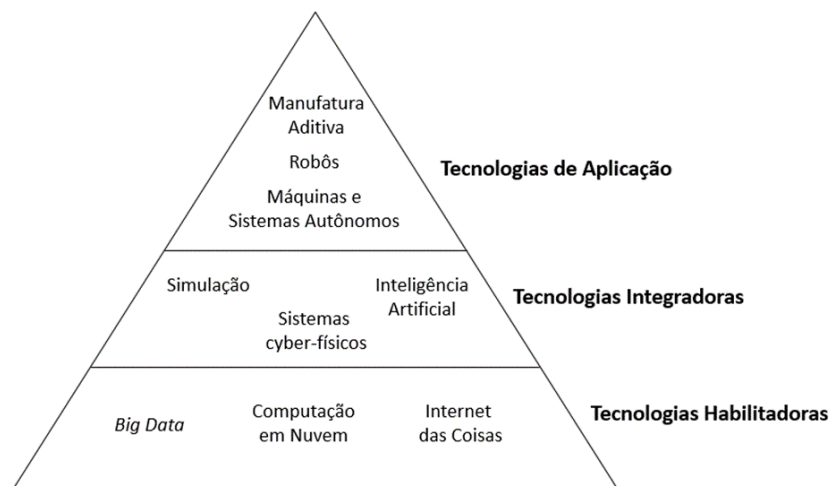 Manufatura
Aditiva
Robôs
Máquinas e
Sistemas Autônomos
Tecnologias de Aplicação
Simulação
Inteligência
Artificial
Sistemas
cyber-físicos
Tecnologias Integradoras
Big Data
Computação
em Nuvem
Internet
das Coisas
Tecnologias Habilitadoras